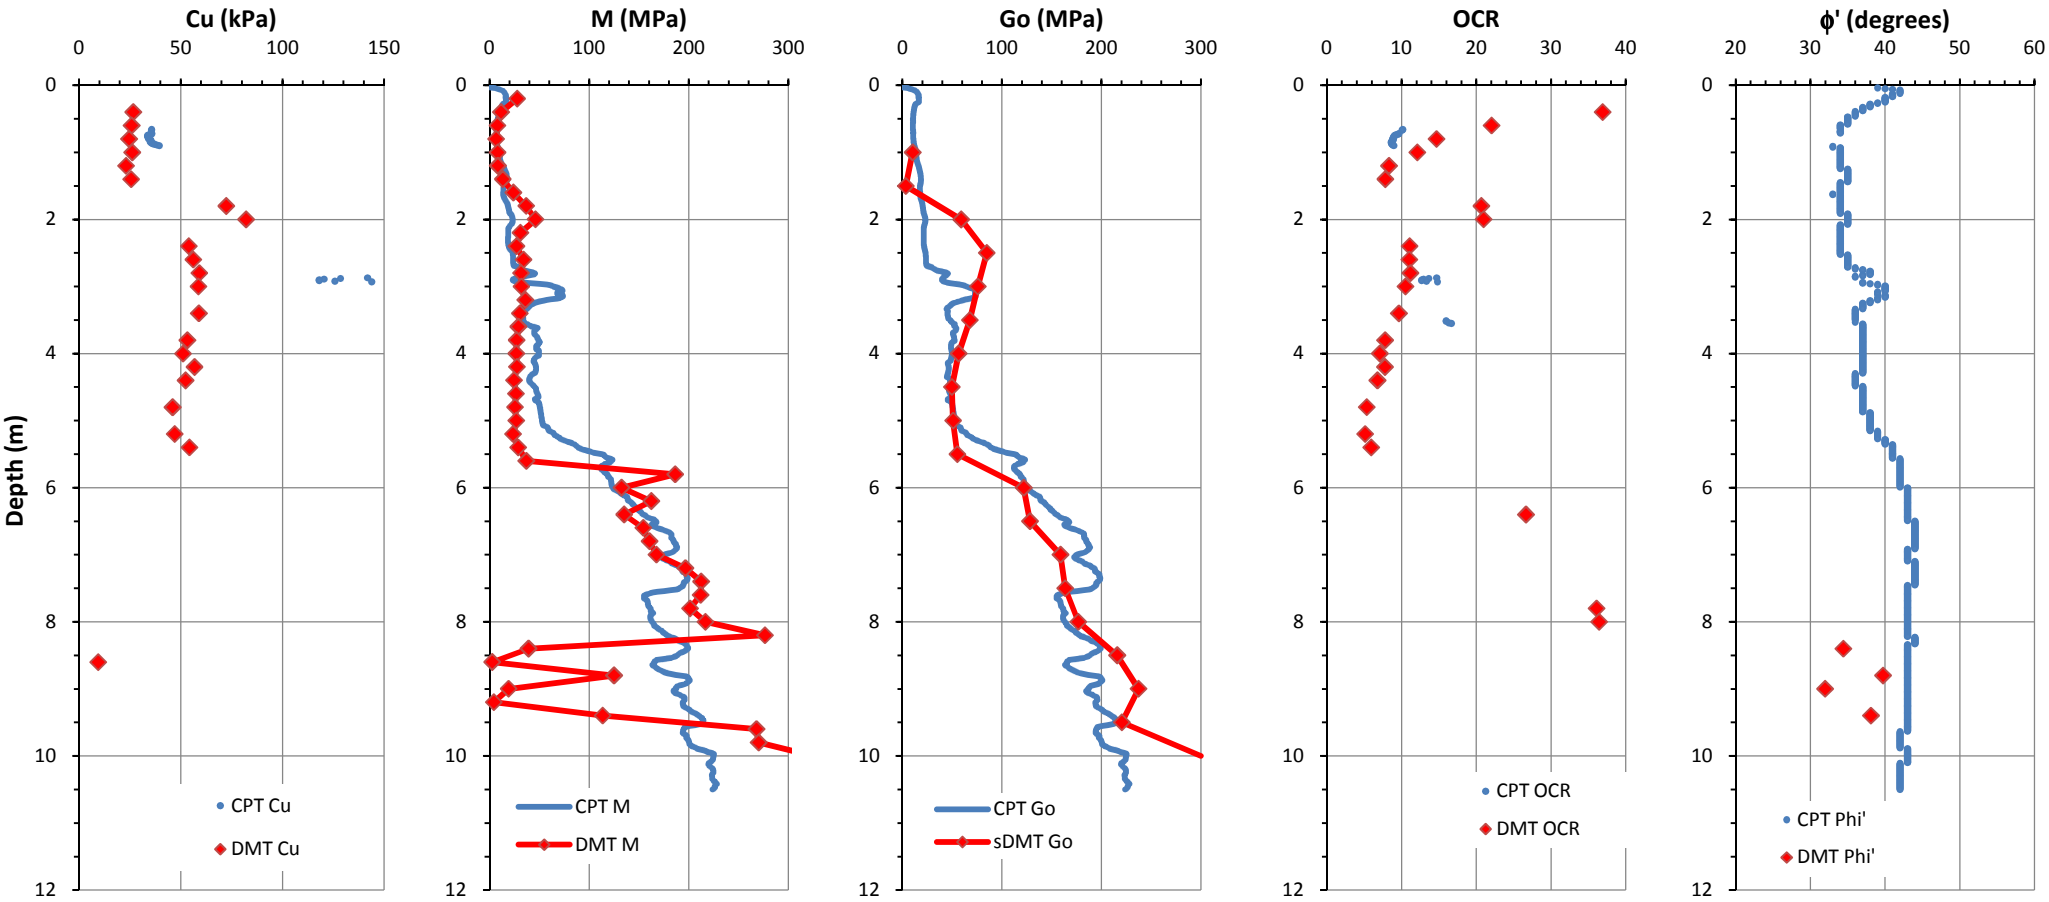 Cu (kPa) M (MPa) Go (MPa) OCR ϕ' (degrees)
0 50 100 150 0 100 200 300 0 100 200 300 0 10 20 30 40 20 30 40 50 60
0 0 0 0 0
2 2 2 2 2
4 4 4 4 4
Depth (m)
6 6 6 6 6
8 8 8 8 8
10 10 10 10 10
CPT Cu CPT M CPT Go CPT OCR CPT Phi'
DMT Cu DMT M sDMT Go DMT OCR DMT Phi'
12 12 12 12 12